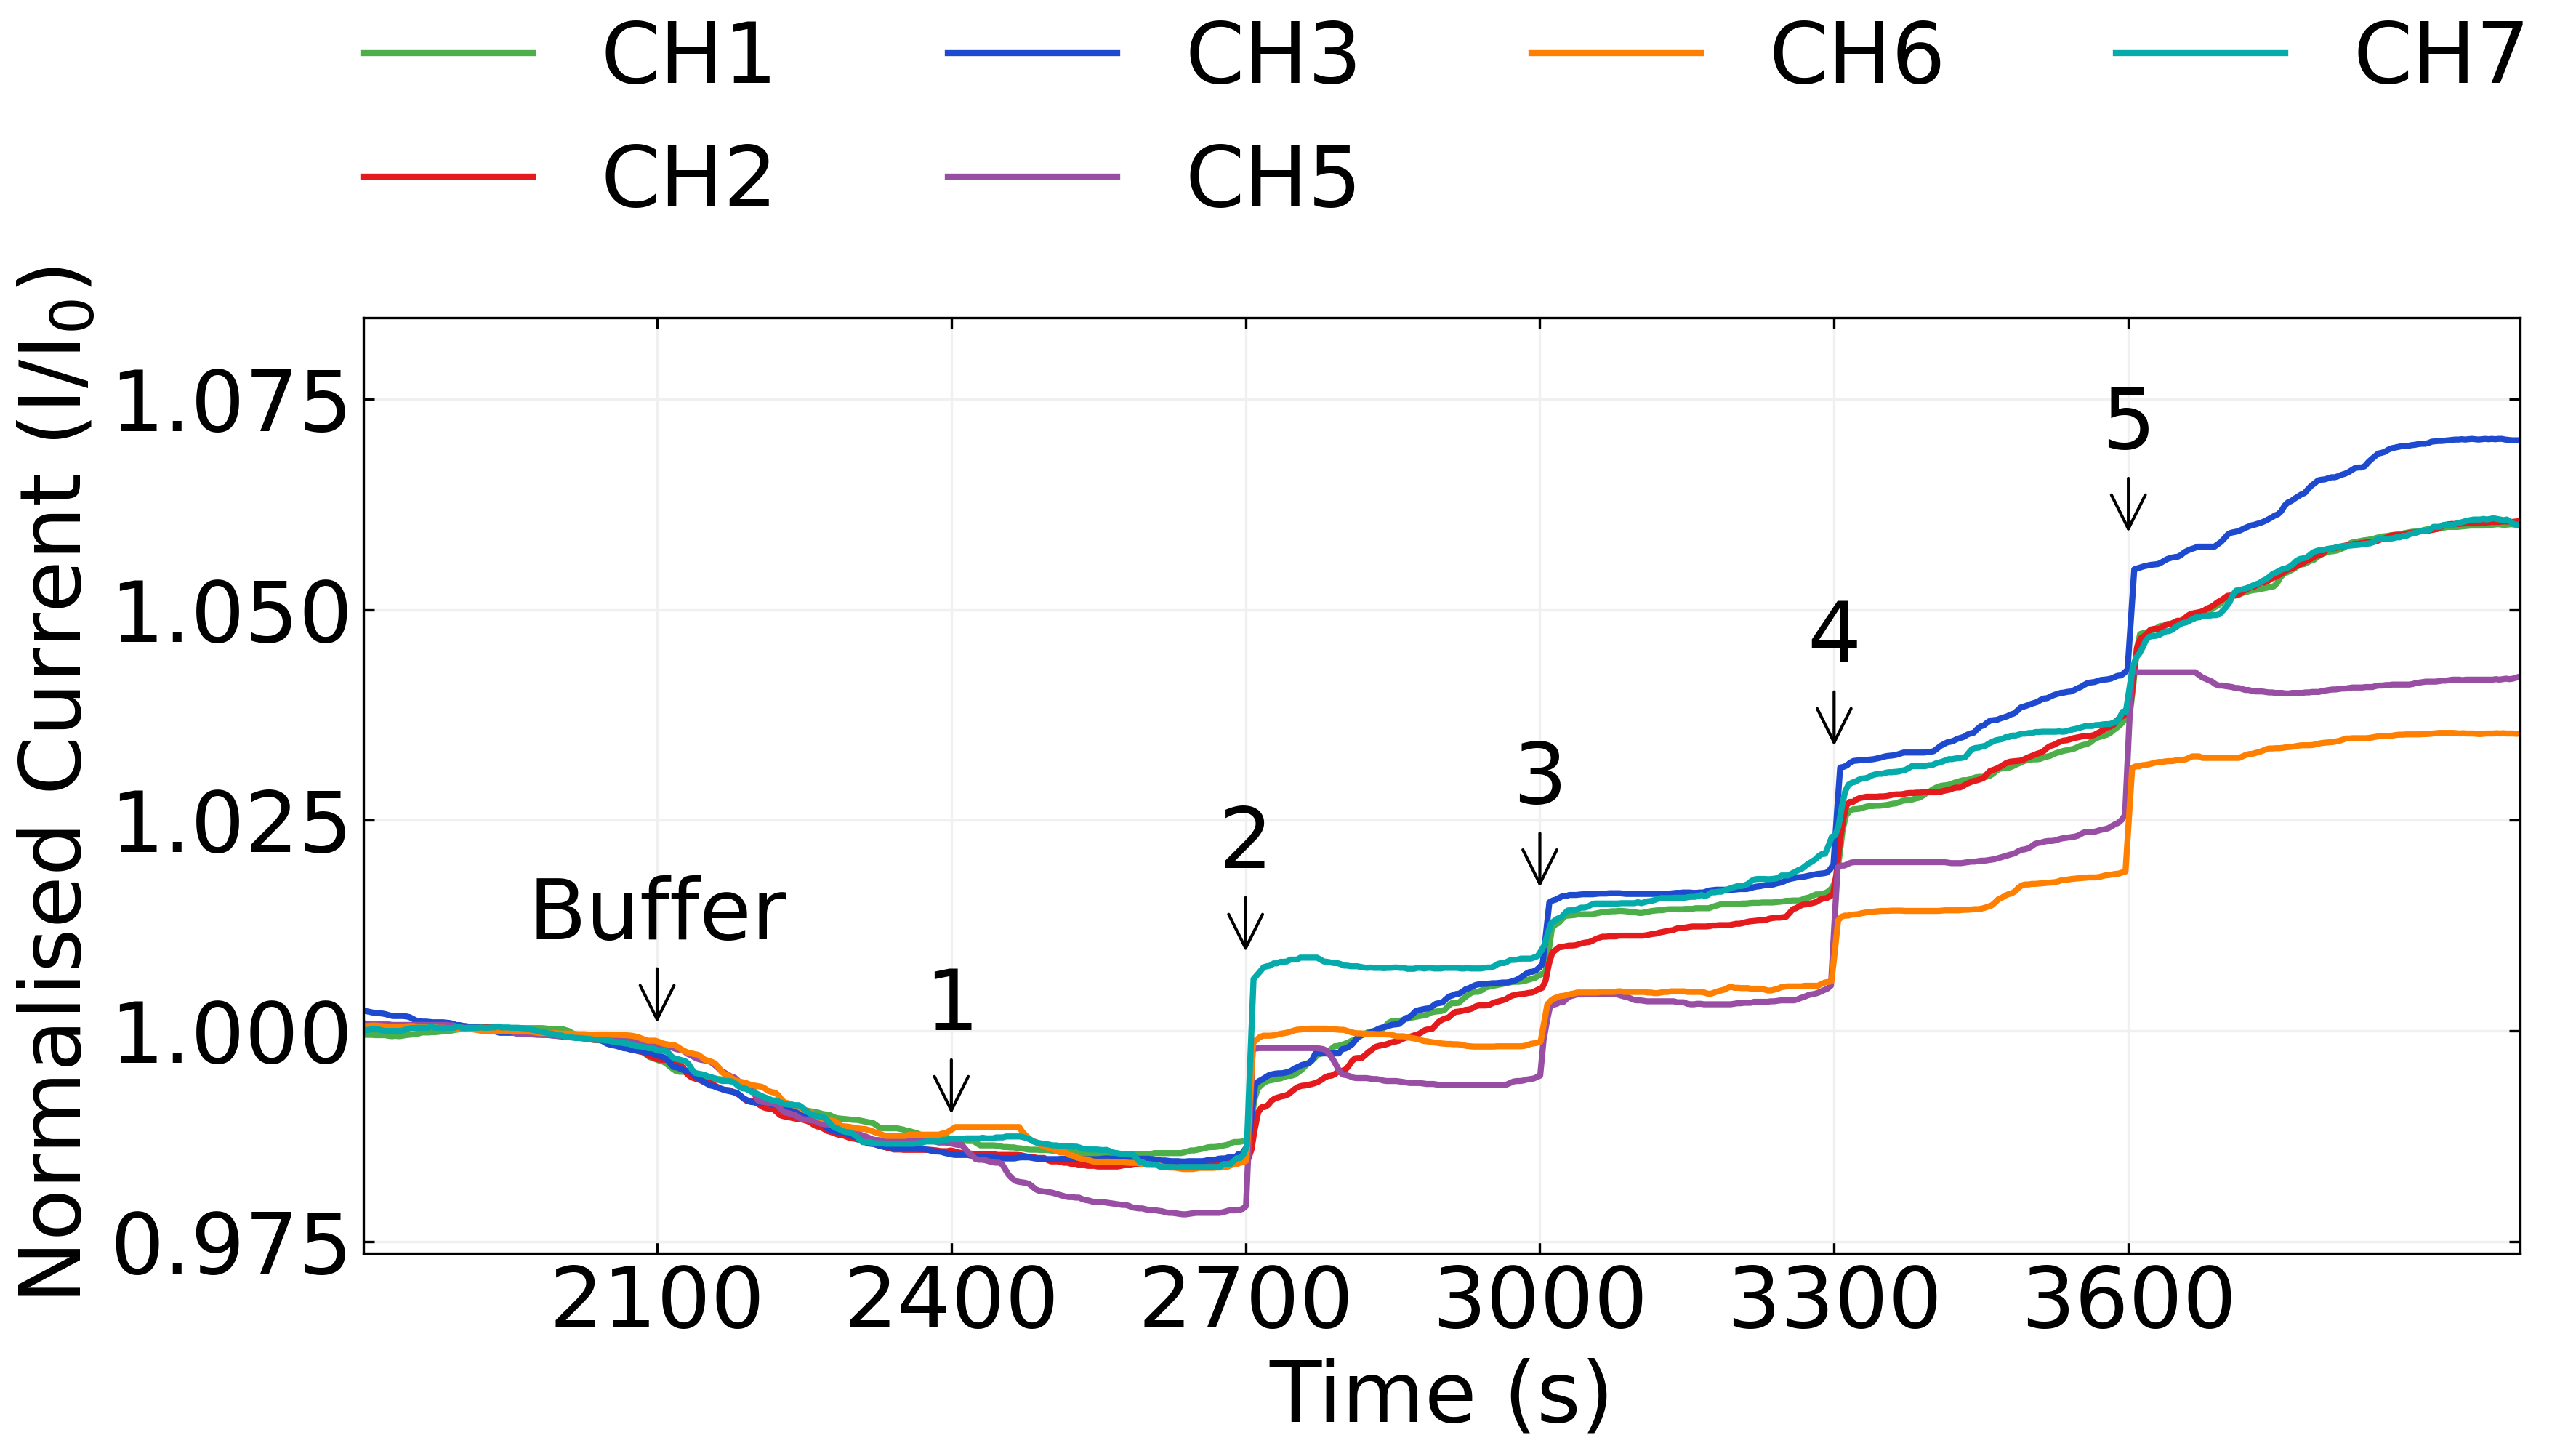 CH1 CH3 CH6 CH7
CH2 CH5
Normalised Current (I/I₀)
1.075
1.050
1.025
1.000
0.975
Buffer
1
2
3
4
5
2100 2400 2700 3000 3300 3600
Time (s)